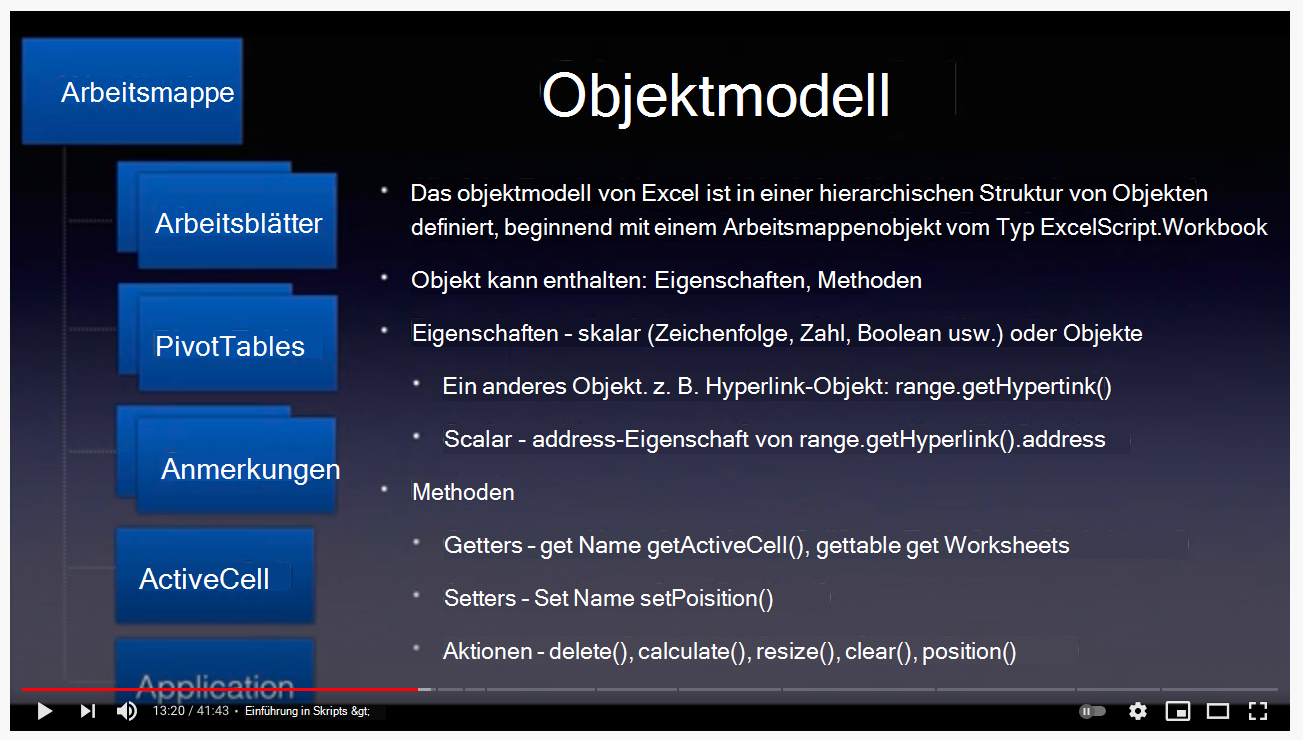 Arbeitsmappe
Objektmodell
Arbeitsblätter
PivotTables
Anmerkungen
ActiveCell
Application
• Das objektmodell von Excel ist in einer hierarchischen Struktur von Objekten
definiert, beginnend mit einem Arbeitsmappenobjekt vom Typ ExcelScript.Workbook
• Objekt kann enthalten: Eigenschaften, Methoden
• Eigenschaften - skalar (Zeichenfolge, Zahl, Boolean usw.) oder Objekte
• Ein anderes Objekt. z. B. Hyperlink-Objekt: range.getHypertink()
• Scalar - address-Eigenschaft von range.getHyperlink().address
• Methoden
• Getters - get Name getActiveCell(), gettable get Worksheets
• Setters - Set Name setPoisition()
• Aktionen - delete(), calculate(), resize(), clear(), position()
13:20 / 41:43 • Einführung in Skripts &gt;